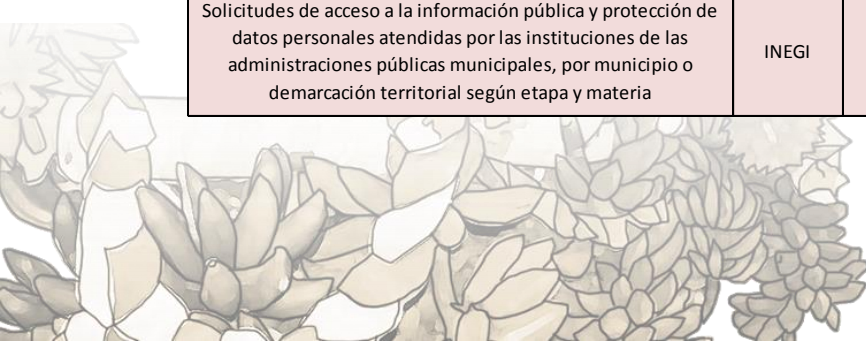 Solicitudes de acceso a la información pública y protección de
datos personales atendidas por las instituciones de las
administraciones públicas municipales, por municipio o
demarcación territorial según etapa y materia
INEGI